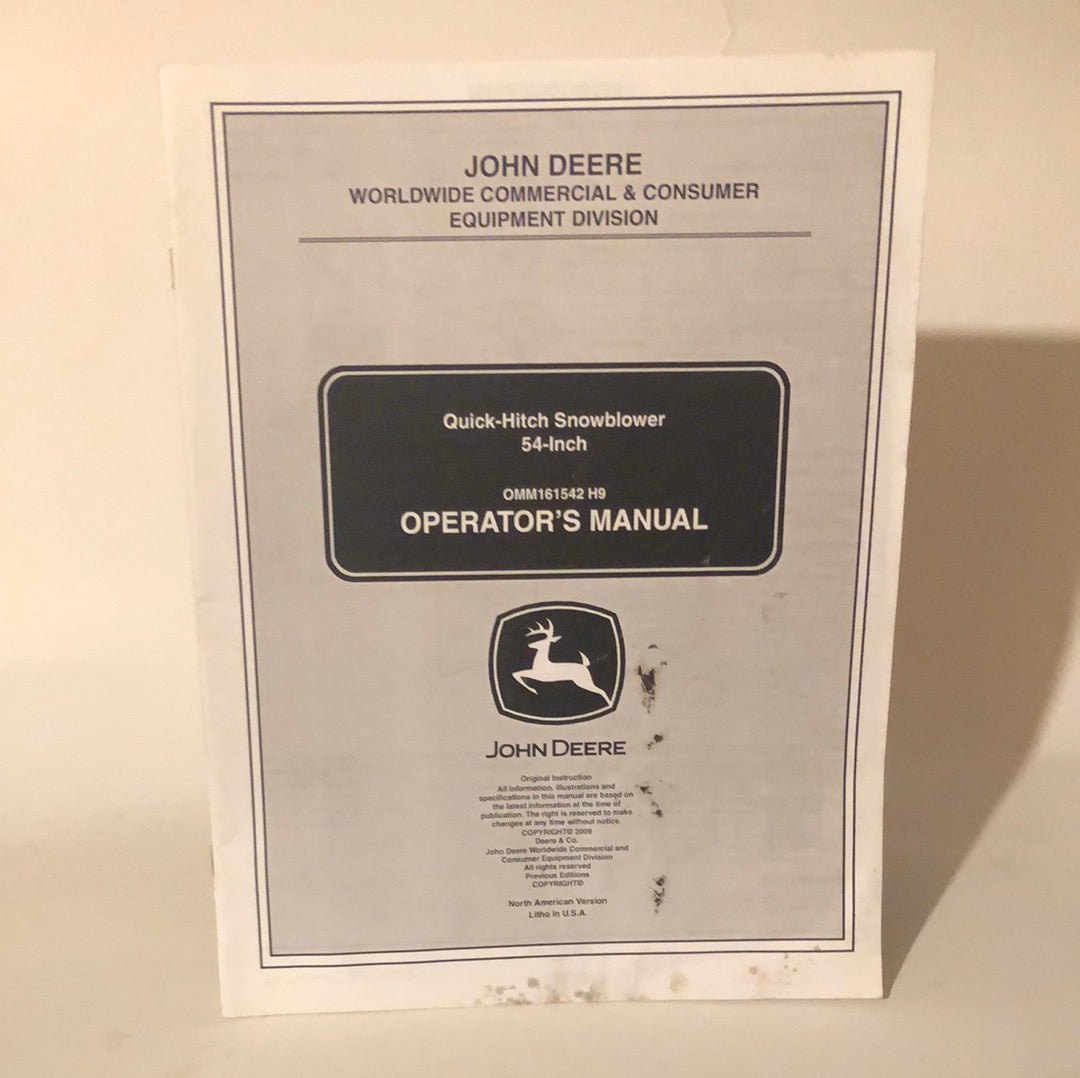 JOHN DEERE
WORLDWIDE COMMERCIAL & CONSUMER
EQUIPMENT DIVISION
Quick-Hitch Snowblower
54-Inch
OMM161542 H9
OPERATOR'S MANUAL
JOHN DEERE
Original Instruction
All information, illustrations and
specifications in this manual are based on
the latest information at the time of
publication. The right is reserved to make
changes at any time without notice.
COPYRIGHT© 2009
Deere & Co.
John Deere Worldwide Commercial and
Consumer Equipment Division
All rights reserved
Previous Editions
COPYRIGHT©
North American Version
Litho in U.S.A.